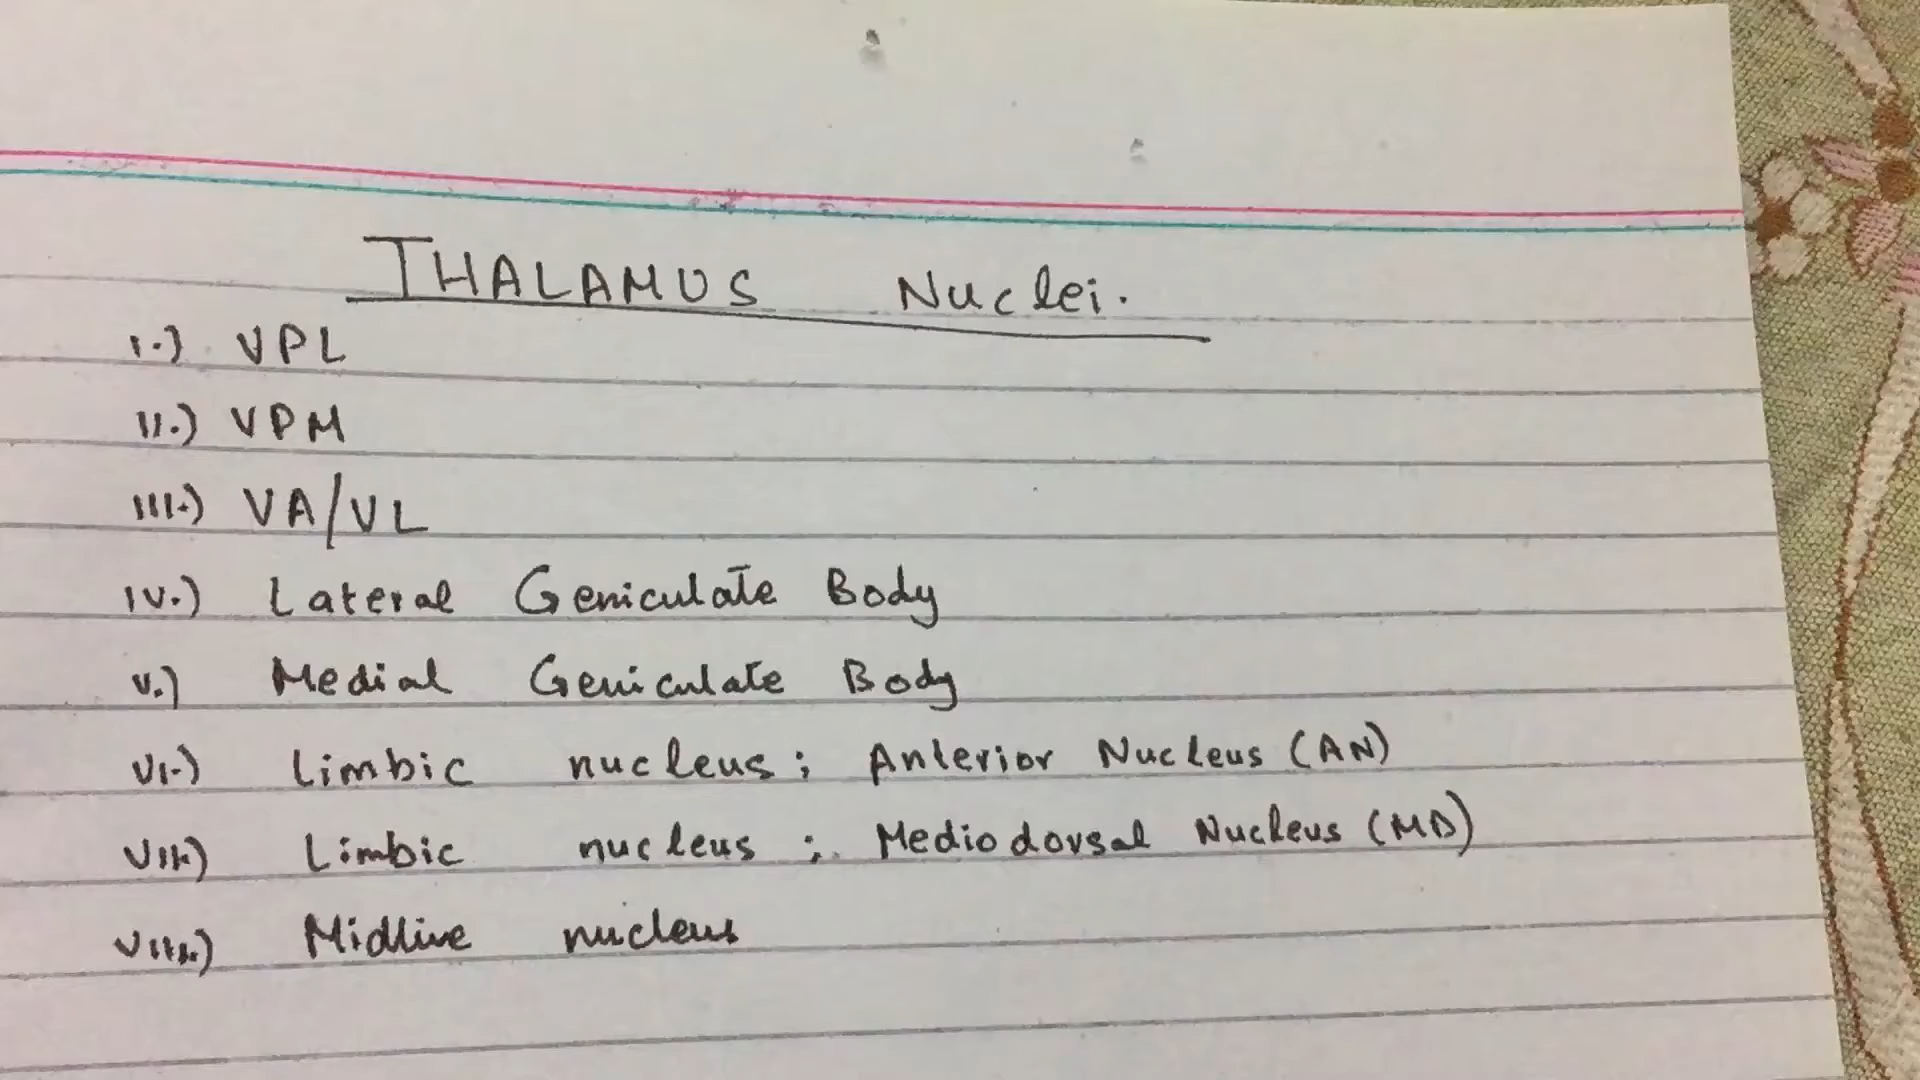 THALAMUS Nuclei.
I.) VPL
II.) VPM
III.) VA/VL
IV.) Lateral Geniculate Body
V.) Medial Geniculate Body
VI.) Limbic nucleus; Anterior Nucleus (AN)
VII.) Limbic nucleus; Mediodorsal Nucleus (MD)
VIII.) Midline nucleus